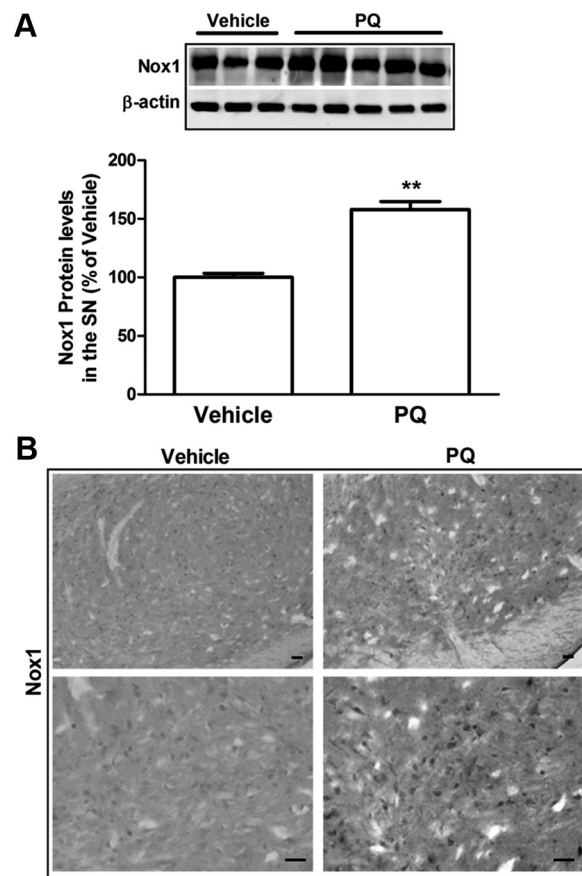 A
Vehicle PQ
Nox1
β-actin
Nox1 Protein levels
in the SN (% of Vehicle)
200
150
100
50
0
**
Vehicle PQ
B
Vehicle PQ
Nox1